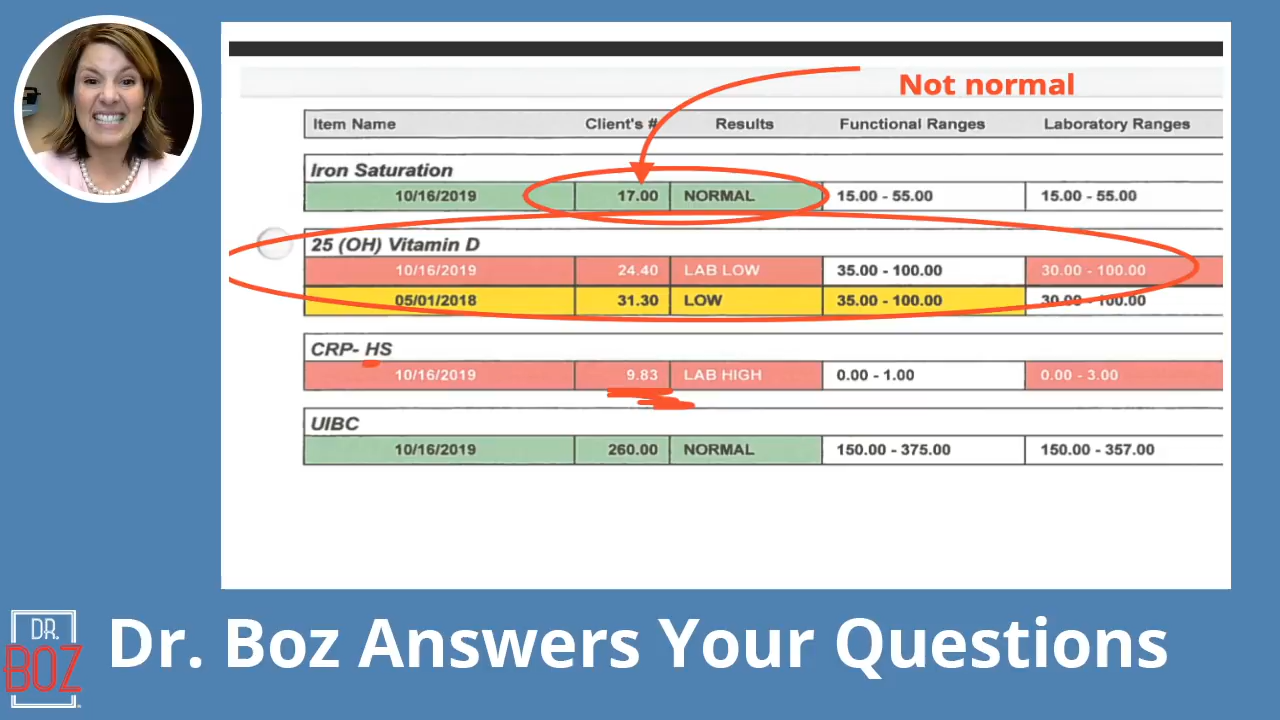 Not normal
Item Name Client's # Results Functional Ranges Laboratory Ranges
Iron Saturation
10/16/2019 17.00 NORMAL 15.00 - 55.00 15.00 - 55.00
25 (OH) Vitamin D
10/16/2019 24.40 LAB LOW 35.00 - 100.00 30.00 - 100.00
05/01/2018 31.30 LOW 35.00 - 100.00 30.00 - 100.00
CRP- HS
10/16/2019 9.83 LAB HIGH 0.00 - 1.00 0.00 - 3.00
UIBC
10/16/2019 260.00 NORMAL 150.00 - 375.00 150.00 - 357.00
DR.
BOZ
Dr. Boz Answers Your Questions